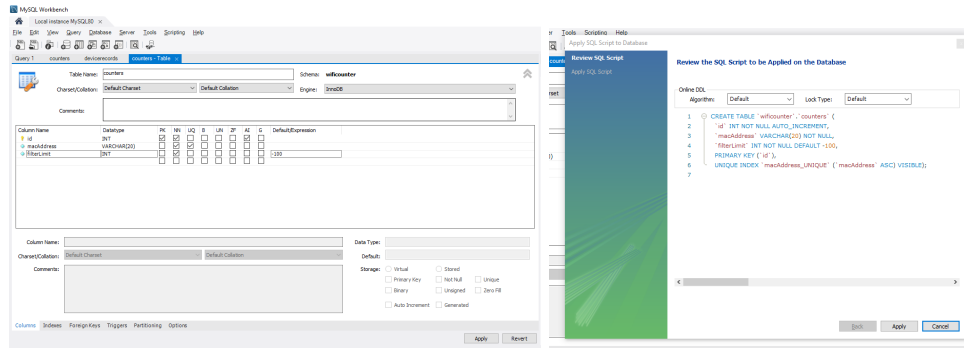 MySQL Workbench
Local instance MySQL80 ×
File Edit View Query Database Server Tools Scripting Help
Query 1 counters devicerecords counters - Table ×
Table Name: counters Schema: wificounter
Charset/Collation: Default Charset Default Collation Engine: InnoDB
Comments:
Column Name Datatype PK NN UQ B UN ZF AI G Default/Expression
id INT
macAddress VARCHAR(20)
filterLimit INT -100
Column Name: Data Type:
Charset/Collation: Default Charset Default Collation Default:
Comments: Storage: Virtual Stored
Primary Key Not Null Unique
Binary Unsigned Zero Fill
Auto Increment Generated
Columns Indexes Foreign Keys Triggers Partitioning Options
Apply Revert
Tools Scripting Help
Apply SQL Script to Database
Review SQL Script
Apply SQL Script
Review the SQL Script to be Applied on the Database
Online DDL
Algorithm: Default Lock Type: Default
1 CREATE TABLE `wificounter`.`counters` (
2 `id` INT NOT NULL AUTO_INCREMENT,
3 `macAddress` VARCHAR(20) NOT NULL,
4 `filterLimit` INT NOT NULL DEFAULT -100,
5 PRIMARY KEY (`id`),
6 UNIQUE INDEX `macAddress_UNIQUE` (`macAddress` ASC) VISIBLE);
7
Back Apply Cancel